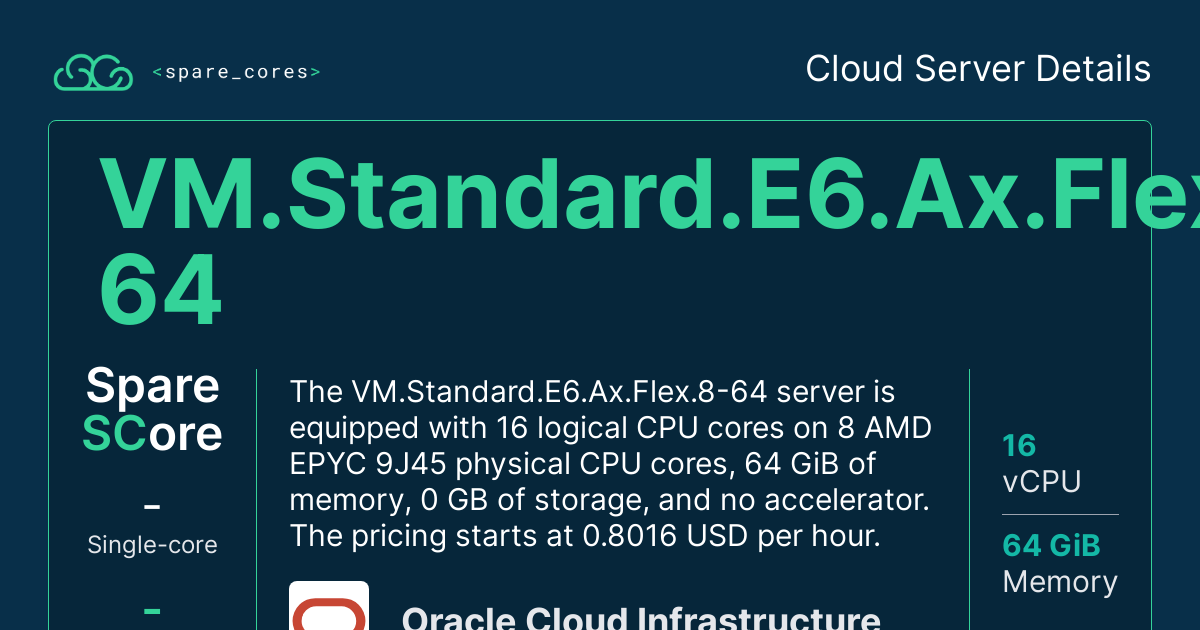 <spare_cores>
Cloud Server Details
VM.Standard.E6.Ax.Flex
64
Spare
SCore
–
Single-core
–
The VM.Standard.E6.Ax.Flex.8-64 server is
equipped with 16 logical CPU cores on 8 AMD
EPYC 9J45 physical CPU cores, 64 GiB of
memory, 0 GB of storage, and no accelerator.
The pricing starts at 0.8016 USD per hour.
Oracle Cloud Infrastructure
16
vCPU
64 GiB
Memory